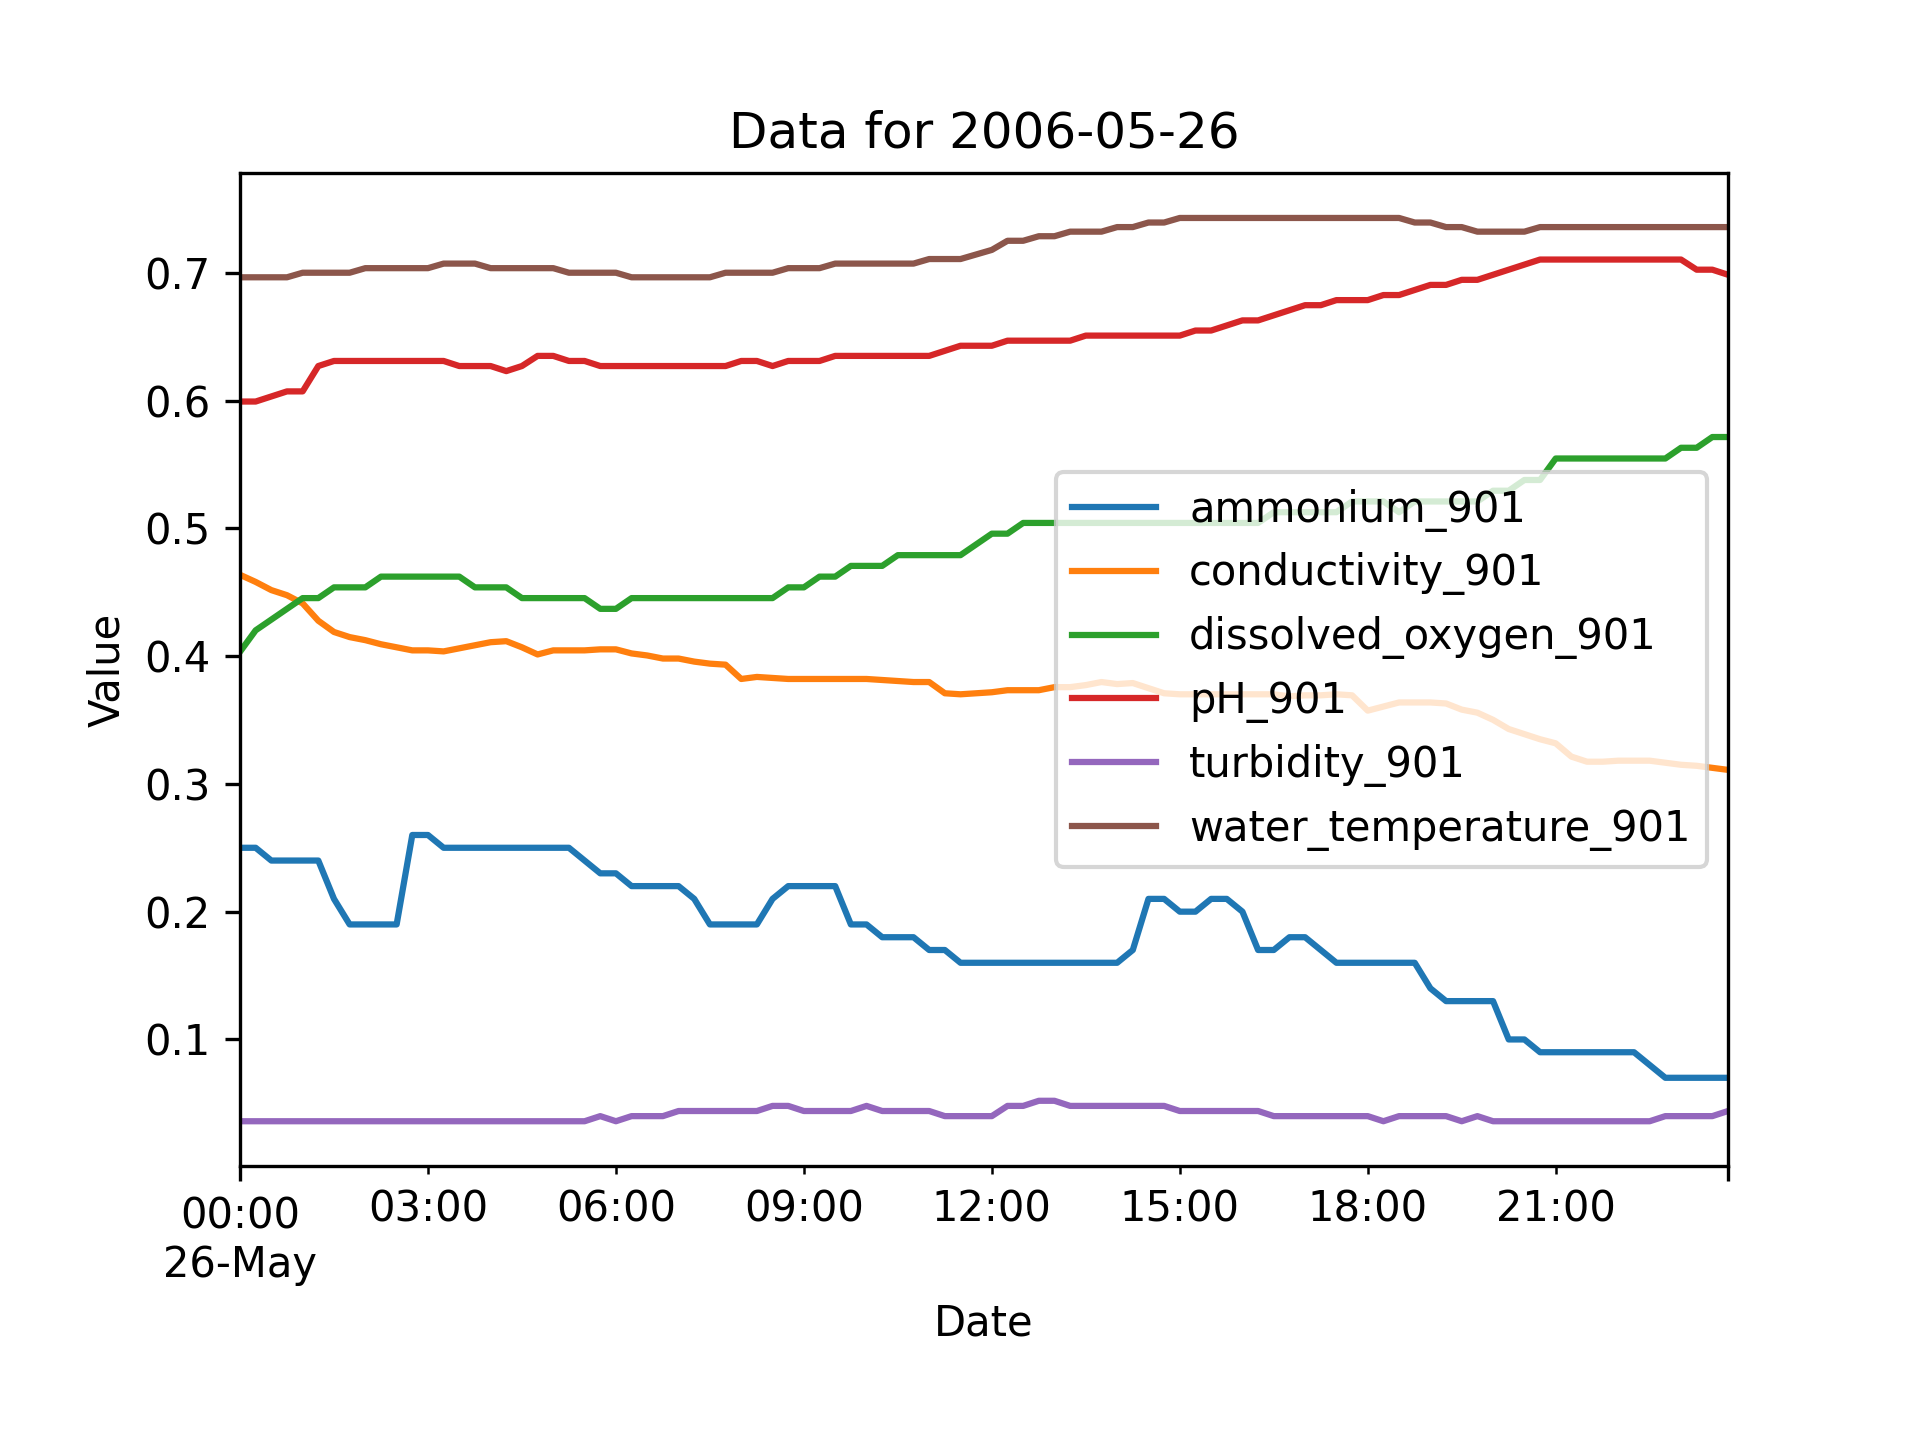 Data for 2006-05-26
Value
0.7
0.6
0.5
0.4
0.3
0.2
0.1
ammonium_901
conductivity_901
dissolved_oxygen_901
pH_901
turbidity_901
water_temperature_901
00:00 03:00 06:00 09:00 12:00 15:00 18:00 21:00
26-May
Date